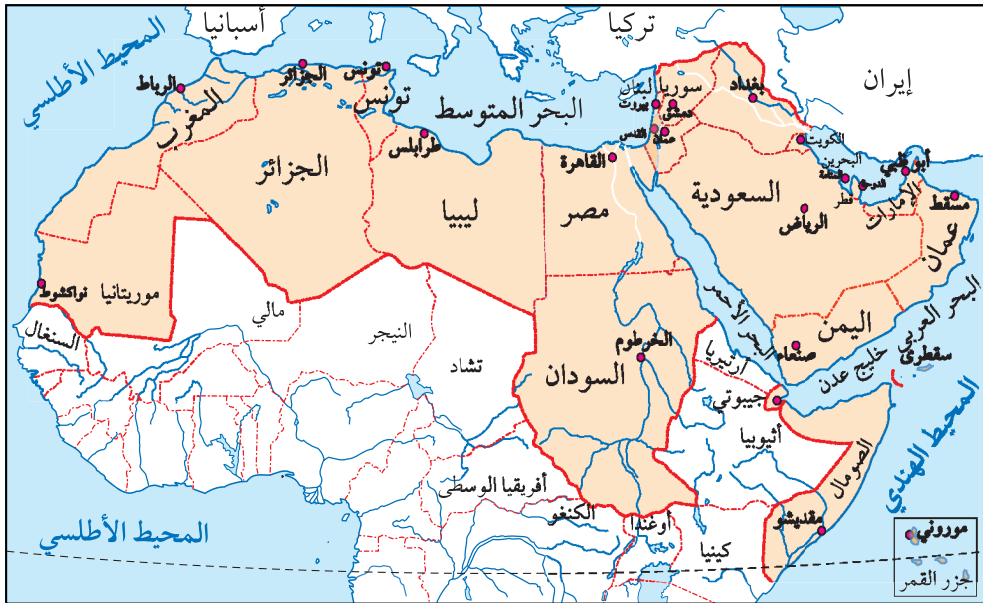 أسبانيا
تركيا
إيران
المحيط الأطلسي
البحر المتوسط
الرباط
المغرب
الجزائر
الجزائر
تونس
تونس
طرابلس
ليبيا
القاهرة
مصر
لبنان
سوريا
بيروت
دمشق
القدس
عمان
بغداد
الكويت
البحرين
المنامة
قطر
الدوحة
أبو ظبي
الإمارات
مسقط
عمان
السعودية
الرياض
اليمن
صنعاء
البحر الأحمر
البحر العربي
خليج عدن
سقطرى
نواكشوط
موريتانيا
السنغال
مالي
النيجر
تشاد
الخرطوم
السودان
أرثيريا
جيبوتي
أثيوبيا
الصومال
مقديشو
أفريقيا الوسطى
الكنغو
أوغندا
كينيا
المحيط الأطلسي
المحيط الهندي
موروني
جزر القمر